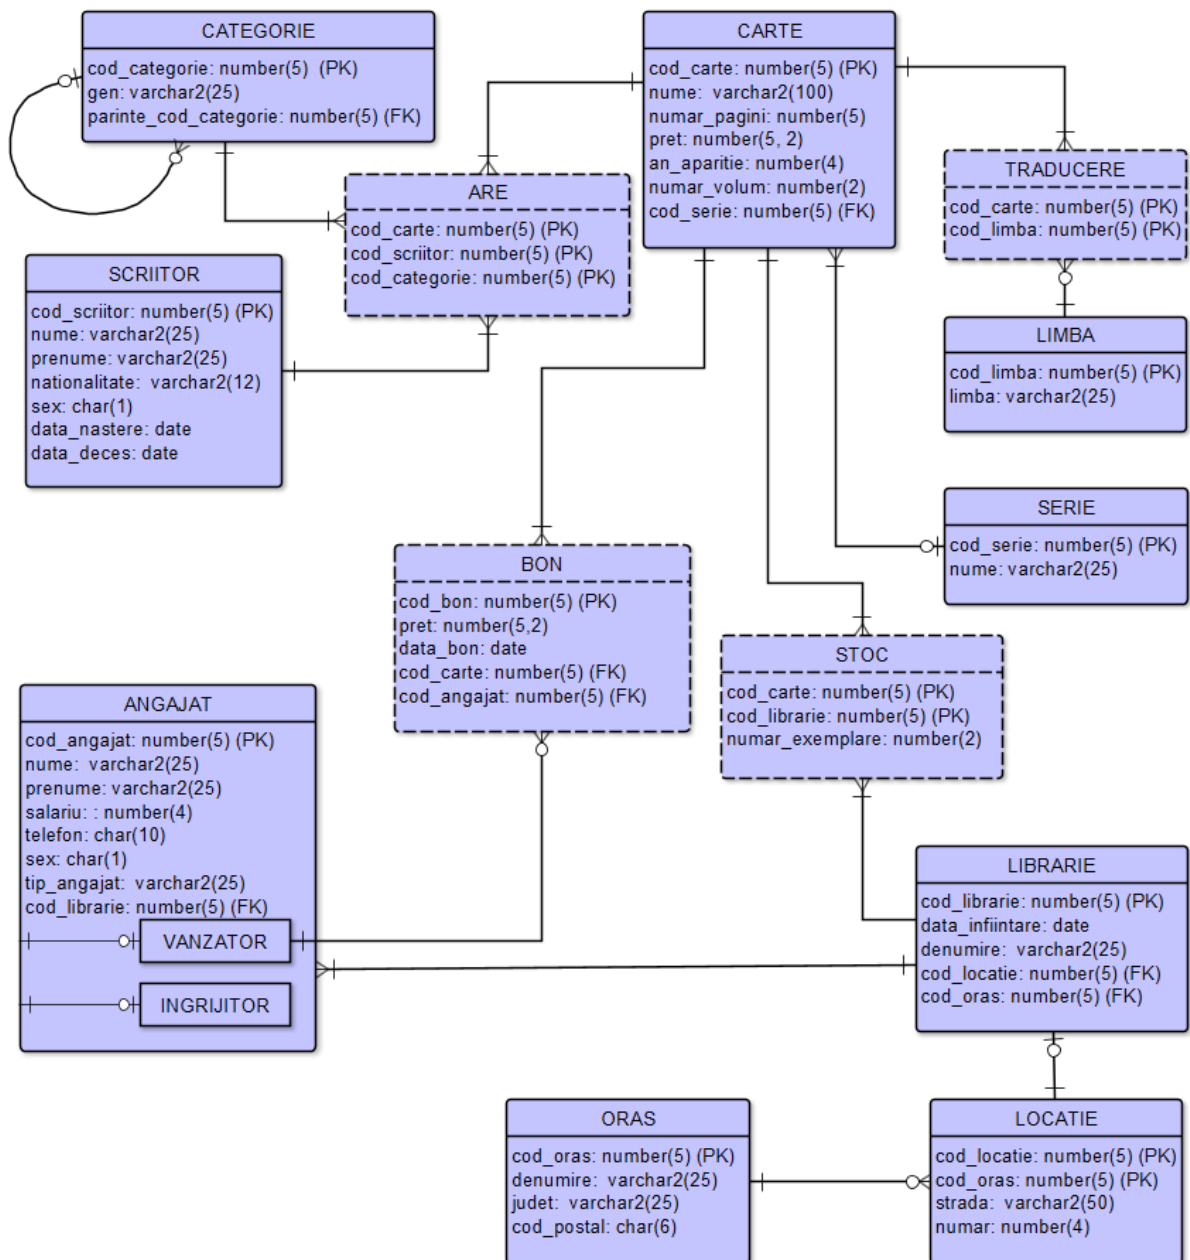 CATEGORIE
cod_categorie: number(5) (PK)
gen: varchar2(25)
parinte_cod_categorie: number(5) (FK)
CARTE
cod_carte: number(5) (PK)
nume: varchar2(100)
numar_pagini: number(5)
pret: number(5, 2)
an_aparitie: number(4)
numar_volum: number(2)
cod_serie: number(5) (FK)
TRADUCERE
cod_carte: number(5) (PK)
cod_limba: number(5) (PK)
ARE
cod_carte: number(5) (PK)
cod_scriitor: number(5) (PK)
cod_categorie: number(5) (PK)
SCRIITOR
cod_scriitor: number(5) (PK)
nume: varchar2(25)
prenume: varchar2(25)
nationalitate: varchar2(12)
sex: char(1)
data_nastere: date
data_deces: date
LIMBA
cod_limba: number(5) (PK)
limba: varchar2(25)
SERIE
cod_serie: number(5) (PK)
nume: varchar2(25)
BON
cod_bon: number(5) (PK)
pret: number(5,2)
data_bon: date
cod_carte: number(5) (FK)
cod_angajat: number(5) (FK)
STOC
cod_carte: number(5) (PK)
cod_librarie: number(5) (PK)
numar_exemplare: number(2)
ANGAJAT
cod_angajat: number(5) (PK)
nume: varchar2(25)
prenume: varchar2(25)
salariu: : number(4)
telefon: char(10)
sex: char(1)
tip_angajat: varchar2(25)
cod_librarie: number(5) (FK)
VANZATOR
INGRIJITOR
LIBRARIE
cod_librarie: number(5) (PK)
data_infiintare: date
denumire: varchar2(25)
cod_locatie: number(5) (FK)
cod_oras: number(5) (FK)
ORAS
cod_oras: number(5) (PK)
denumire: varchar2(25)
judet: varchar2(25)
cod_postal: char(6)
LOCATIE
cod_locatie: number(5) (PK)
cod_oras: number(5) (PK)
strada: varchar2(50)
numar: number(4)